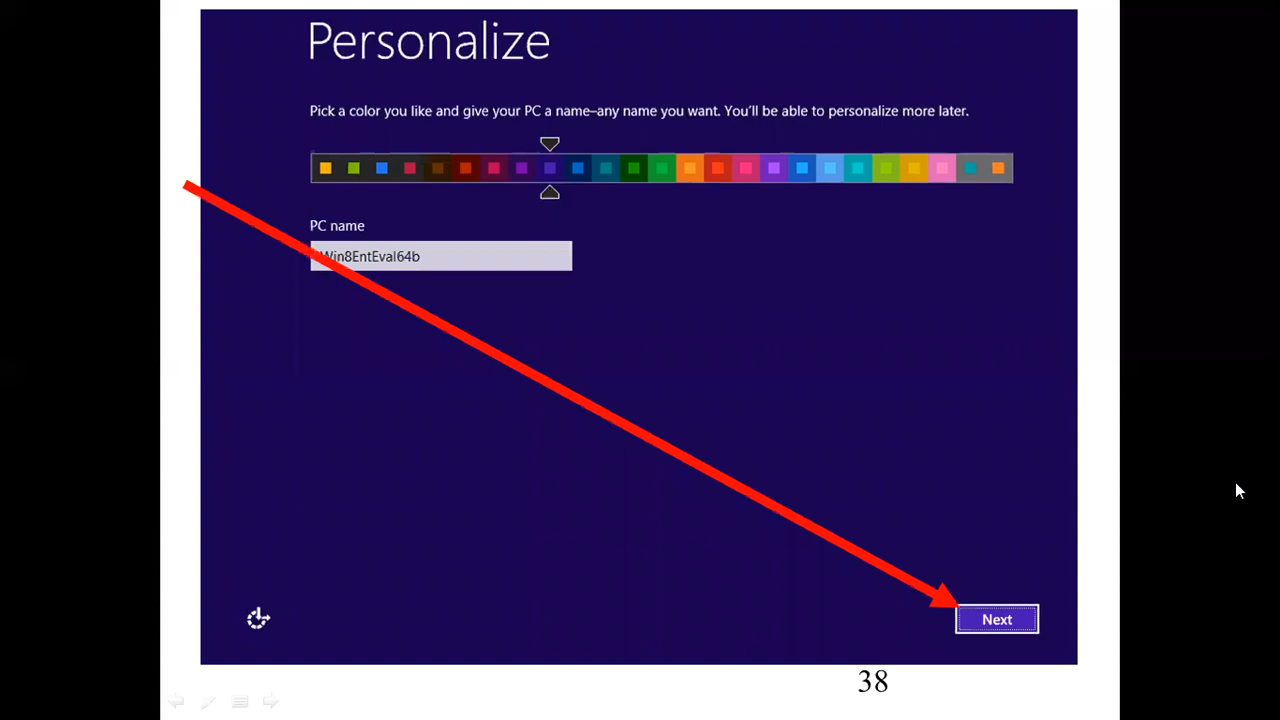 Personalize
Pick a color you like and give your PC a name–any name you want. You'll be able to personalize more later.
PC name
Win8EntEval64b
Next
38